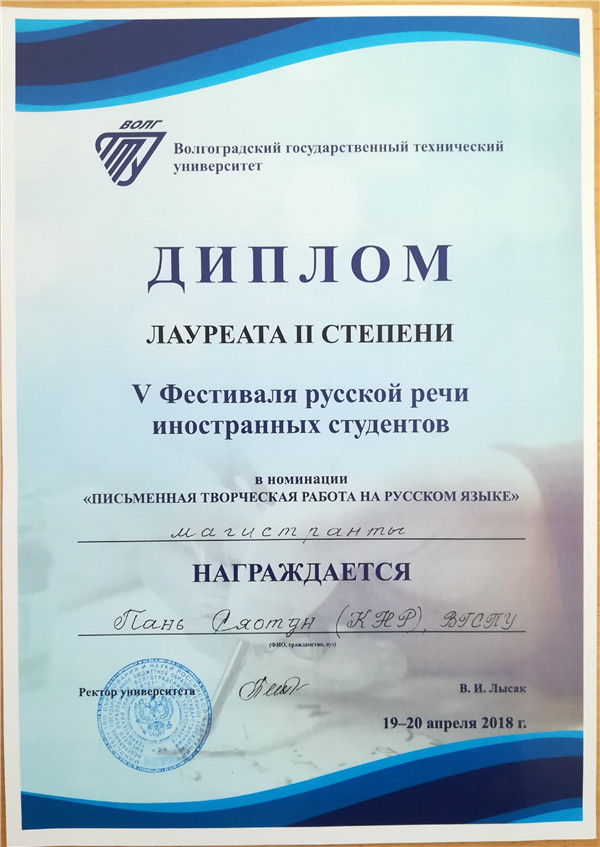 ВОЛГ
ТУ
Волгоградский государственный технический
университет
ДИПЛОМ
ЛАУРЕАТА II СТЕПЕНИ
V Фестиваля русской речи
иностранных студентов
в номинации
«ПИСЬМЕННАЯ ТВОРЧЕСКАЯ РАБОТА НА РУССКОМ ЯЗЫКЕ»
магистранты
НАГРАЖДАЕТСЯ
Пань Сяотун (КНР), ВГСПУ
(ФИО, гражданство, вуз)
Ректор университета
В. И. Лысак
19–20 апреля 2018 г.